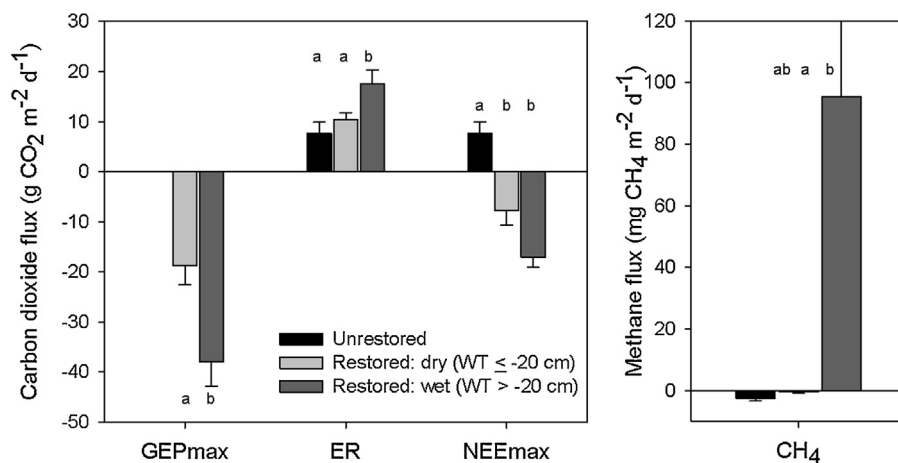 Carbon dioxide flux (g CO2 m-2 d-1)
30
20
10
0
-10
-20
-30
-40
-50
a a b
a b b
a b
Unrestored
Restored: dry (WT ≤ -20 cm)
Restored: wet (WT > -20 cm)
GEPmax ER NEEmax
Methane flux (mg CH4 m-2 d-1)
120
100
80
60
40
20
0
ab a b
CH4